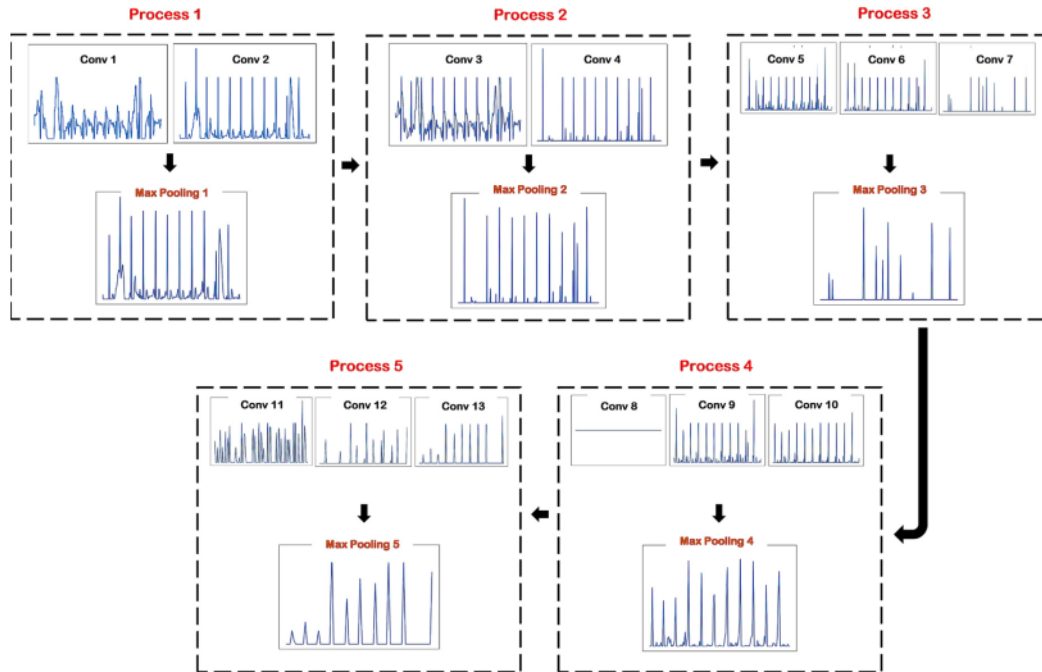 Process 1
Process 2
Process 3
Conv 1
Conv 2
Conv 3
Conv 4
Conv 5
Conv 6
Conv 7
Max Pooling 1
Max Pooling 2
Max Pooling 3
Process 5
Process 4
Conv 11
Conv 12
Conv 13
Conv 8
Conv 9
Conv 10
Max Pooling 5
Max Pooling 4